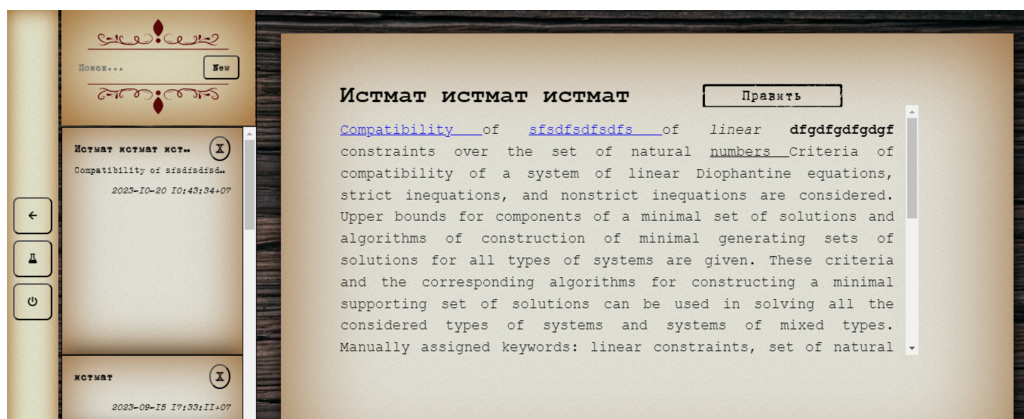 Поиск...
New
Истмат истмат ист..
X
Compatibility of sfsdfsdfsd..
2023-10-20 10:43:34+07
истмат
X
2023-09-15 17:33:11+07
Истмат истмат истмат
Править
Compatibility of sfsdfsdfsdfs of linear dfgdfgdfgdgf
constraints over the set of natural numbers Criteria of
compatibility of a system of linear Diophantine equations,
strict inequations, and nonstrict inequations are considered.
Upper bounds for components of a minimal set of solutions and
algorithms of construction of minimal generating sets of
solutions for all types of systems are given. These criteria
and the corresponding algorithms for constructing a minimal
supporting set of solutions can be used in solving all the
considered types of systems and systems of mixed types.
Manually assigned keywords: linear constraints, set of natural